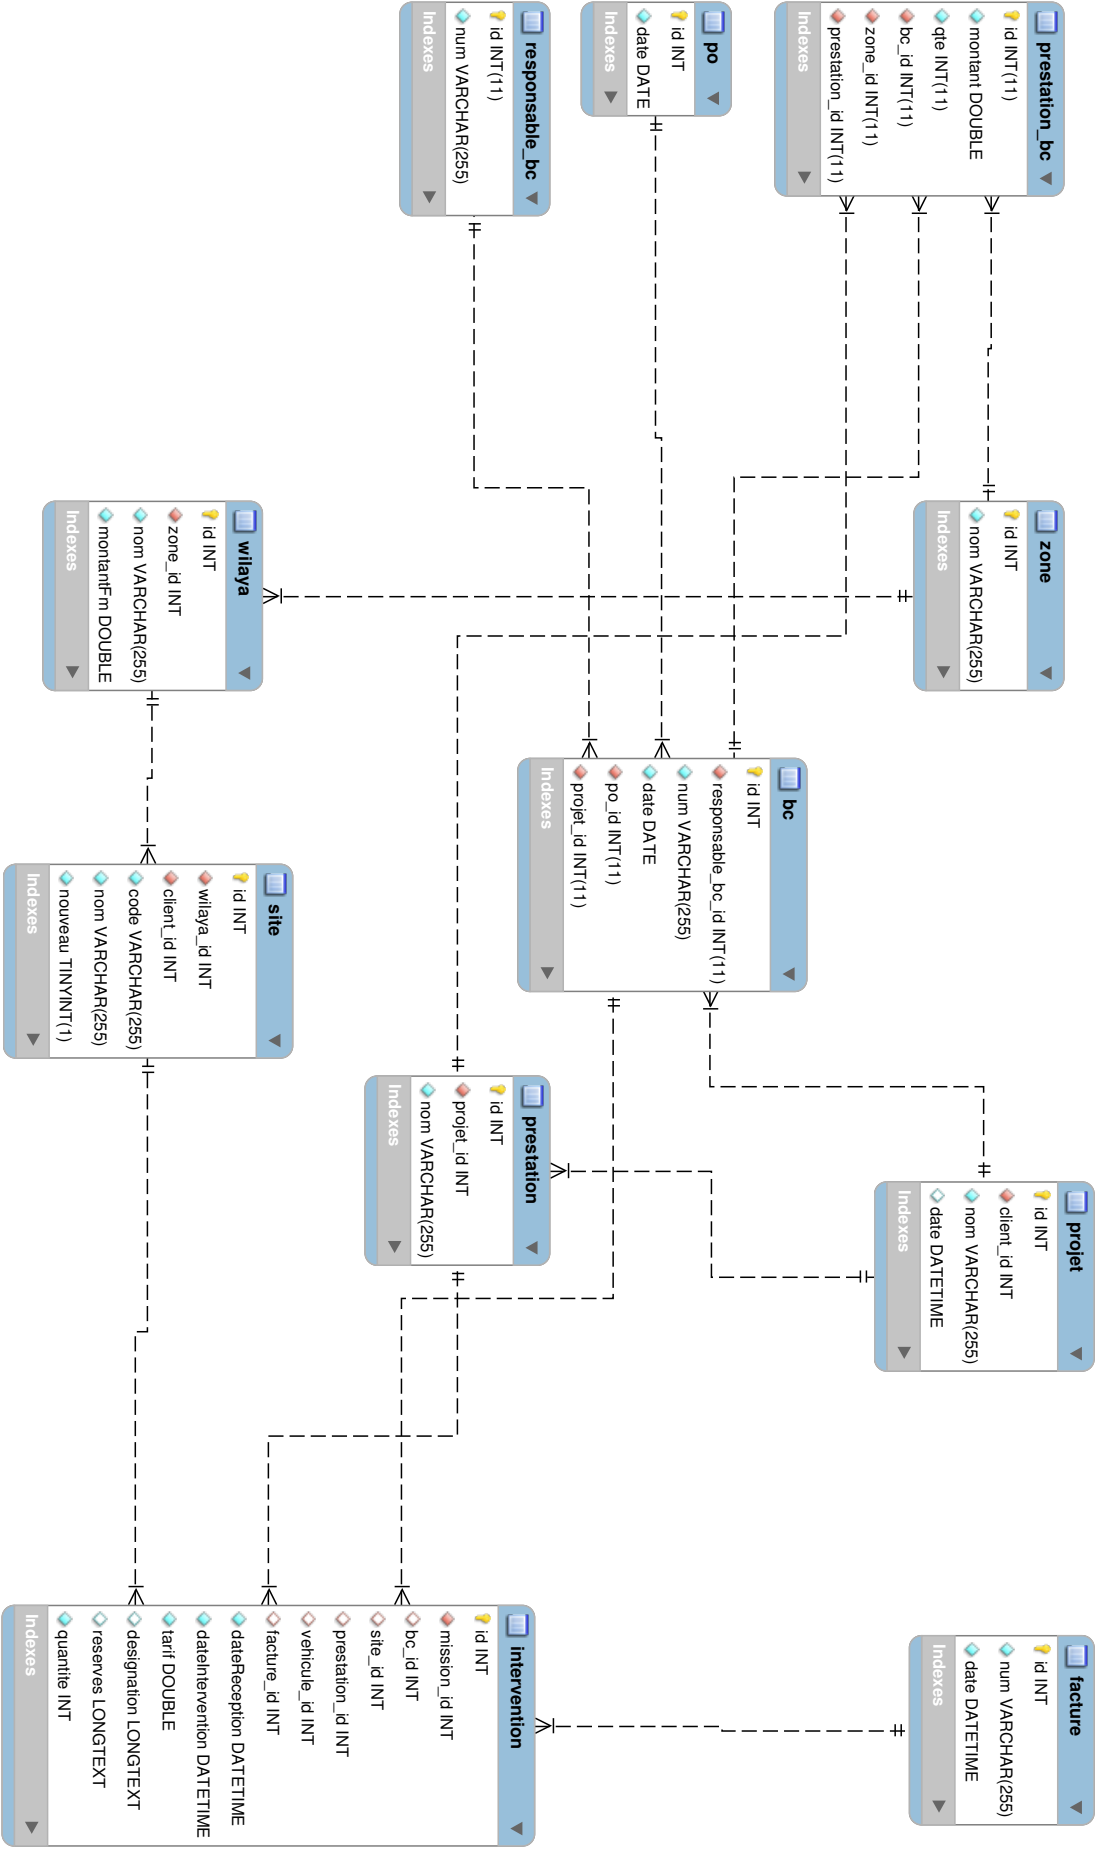 prestation_bc
id INT(11)
montant DOUBLE
qte INT(11)
bc_id INT(11)
zone_id INT(11)
prestation_id INT(11)
Indexes
po
id INT
date DATE
Indexes
responsable_bc
id INT(11)
num VARCHAR(255)
Indexes
zone
id INT
nom VARCHAR(255)
Indexes
wilaya
id INT
zone_id INT
nom VARCHAR(255)
montantFm DOUBLE
Indexes
bc
id INT
responsable_bc_id INT(11)
num VARCHAR(255)
date DATE
po_id INT(11)
projet_id INT(11)
Indexes
site
id INT
wilaya_id INT
client_id INT
code VARCHAR(255)
nom VARCHAR(255)
nouveau TINYINT(1)
Indexes
projet
id INT
client_id INT
nom VARCHAR(255)
date DATETIME
Indexes
prestation
id INT
projet_id INT
nom VARCHAR(255)
Indexes
facture
id INT
num VARCHAR(255)
date DATETIME
Indexes
intervention
id INT
mission_id INT
bc_id INT
site_id INT
prestation_id INT
vehicule_id INT
facture_id INT
dateReception DATETIME
dateIntervention DATETIME
tarif DOUBLE
designation LONGTEXT
reserves LONGTEXT
quantite INT
Indexes